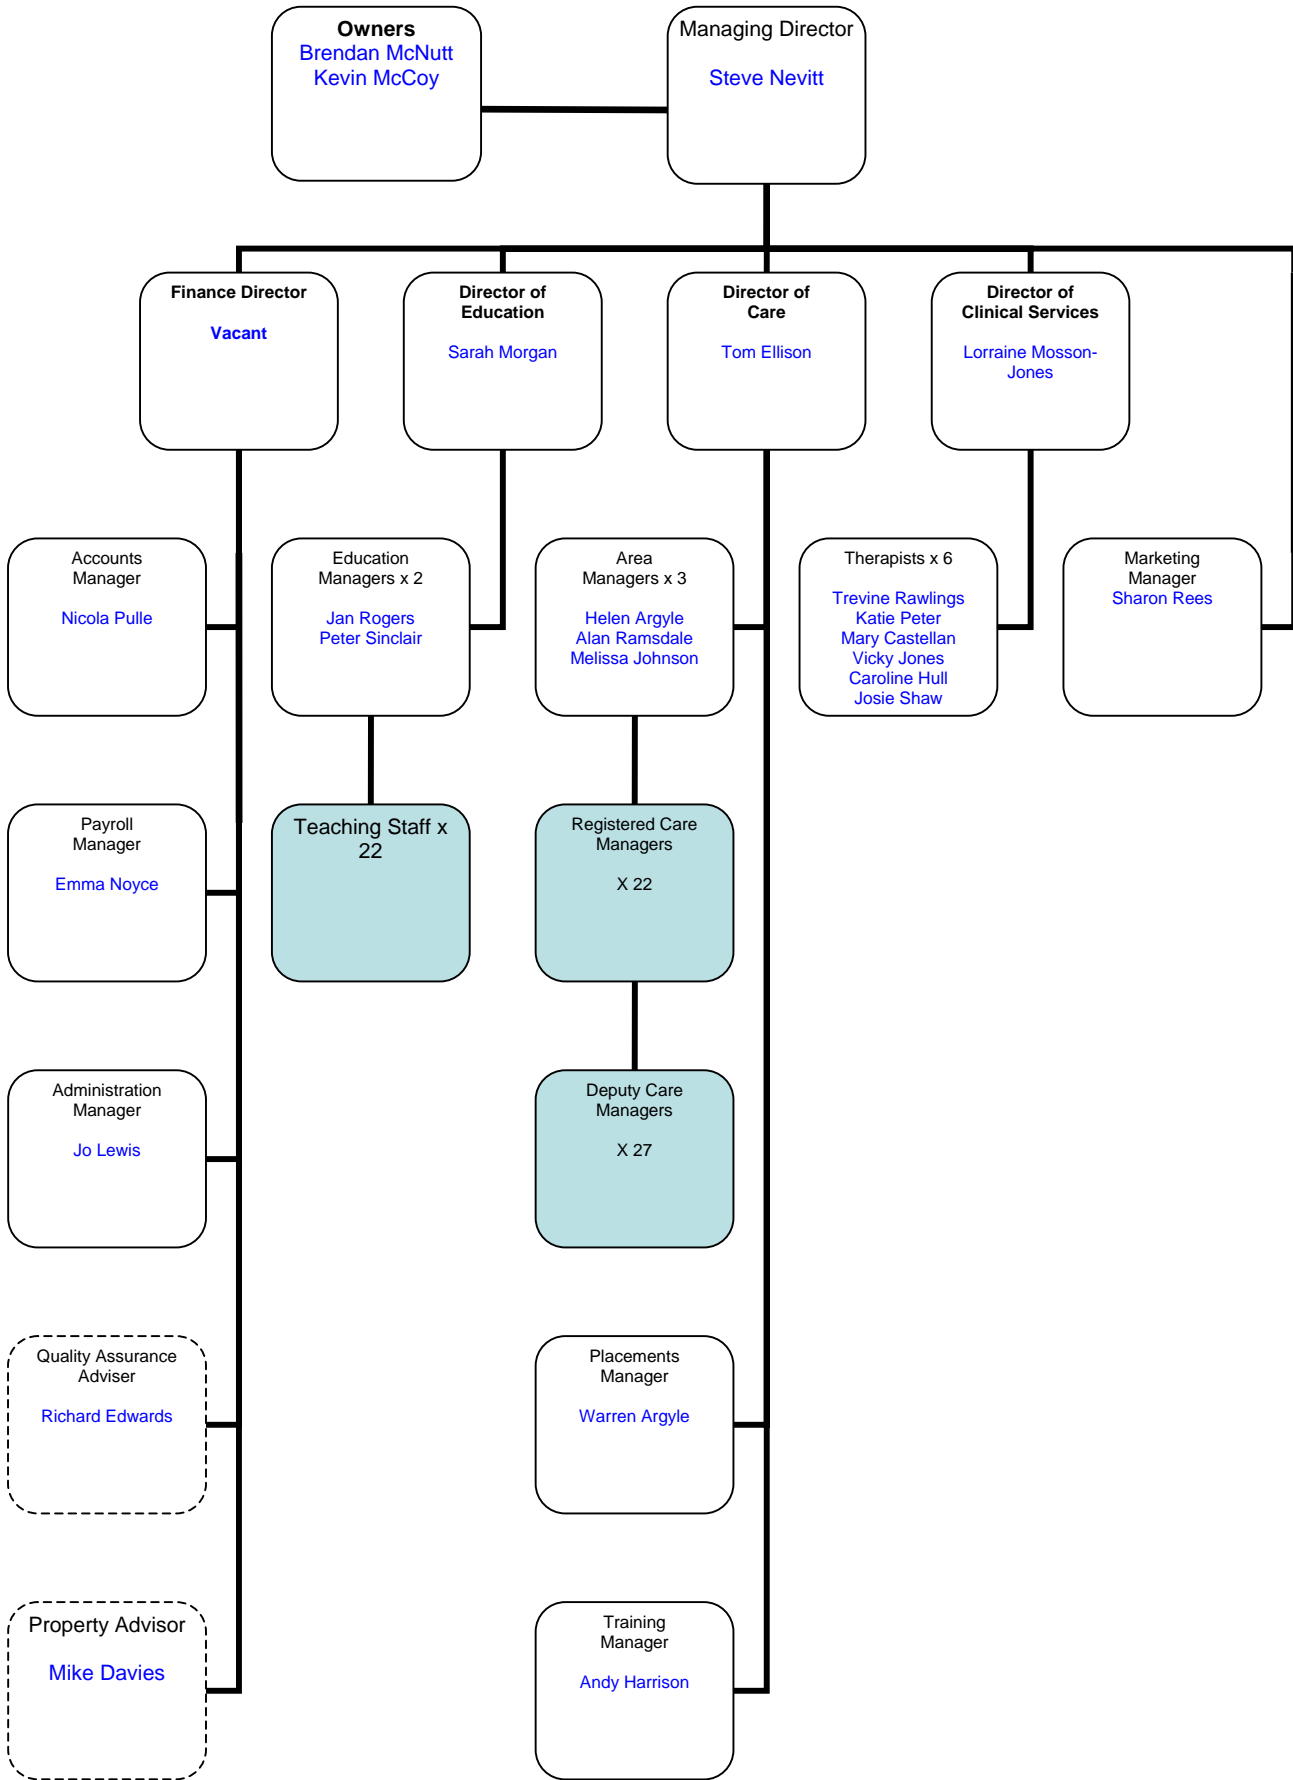 Owners
Brendan McNutt
Kevin McCoy
Managing Director
Steve Nevitt
Finance Director
Vacant
Director of
Education
Sarah Morgan
Director of
Care
Tom Ellison
Director of
Clinical Services
Lorraine Mosson-
Jones
Accounts
Manager
Nicola Pulle
Education
Managers x 2
Jan Rogers
Peter Sinclair
Area
Managers x 3
Helen Argyle
Alan Ramsdale
Melissa Johnson
Therapists x 6
Trevine Rawlings
Katie Peter
Mary Castellan
Vicky Jones
Caroline Hull
Josie Shaw
Marketing
Manager
Sharon Rees
Payroll
Manager
Emma Noyce
Teaching Staff x
22
Registered Care
Managers
X 22
Administration
Manager
Jo Lewis
Deputy Care
Managers
X 27
Quality Assurance
Adviser
Richard Edwards
Placements
Manager
Warren Argyle
Property Advisor
Mike Davies
Training
Manager
Andy Harrison